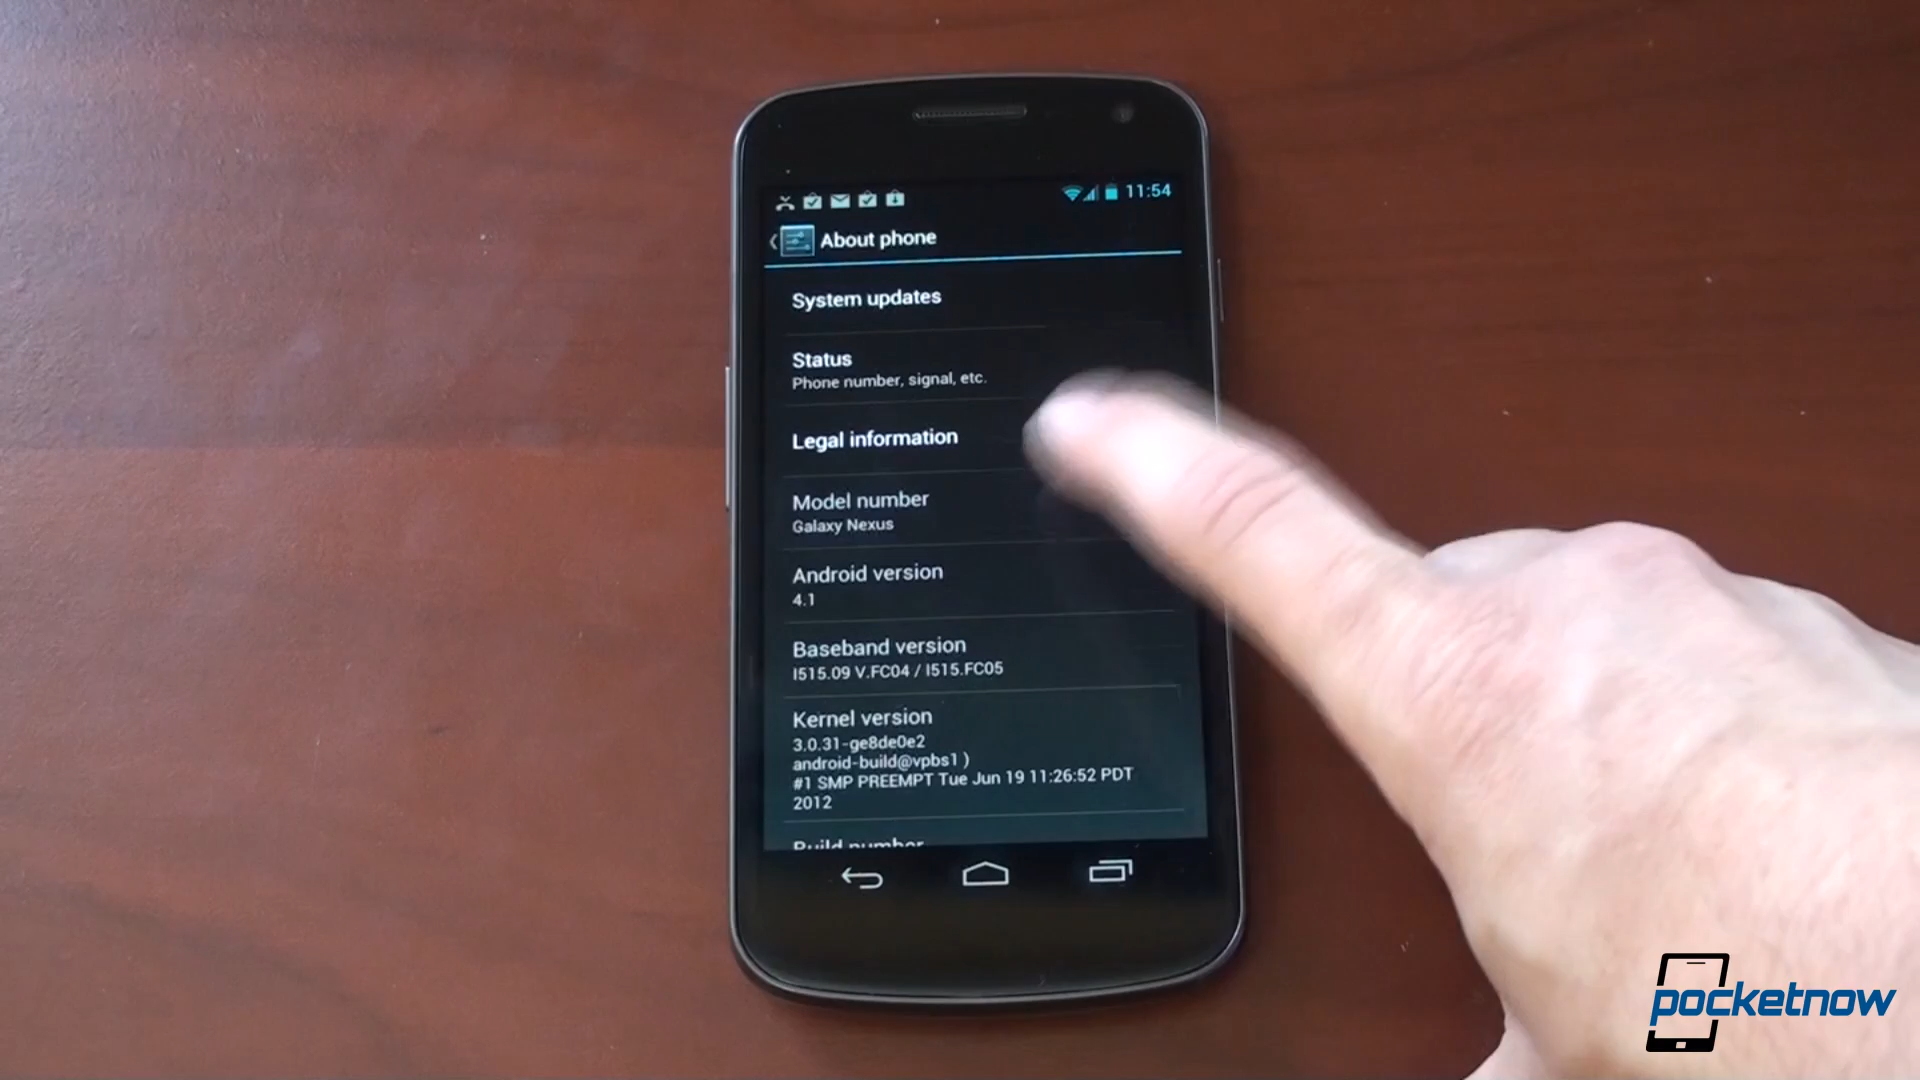 11:54
About phone
System updates
Status
Phone number, signal, etc.
Legal information
Model number
Galaxy Nexus
Android version
4.1
Baseband version
I515.09 V.FC04 / I515.FC05
Kernel version
3.0.31-ge8de0e2
android-build@vpbs1 )
#1 SMP PREEMPT Tue Jun 19 11:26:52 PDT
2012
Build number
pocketnow